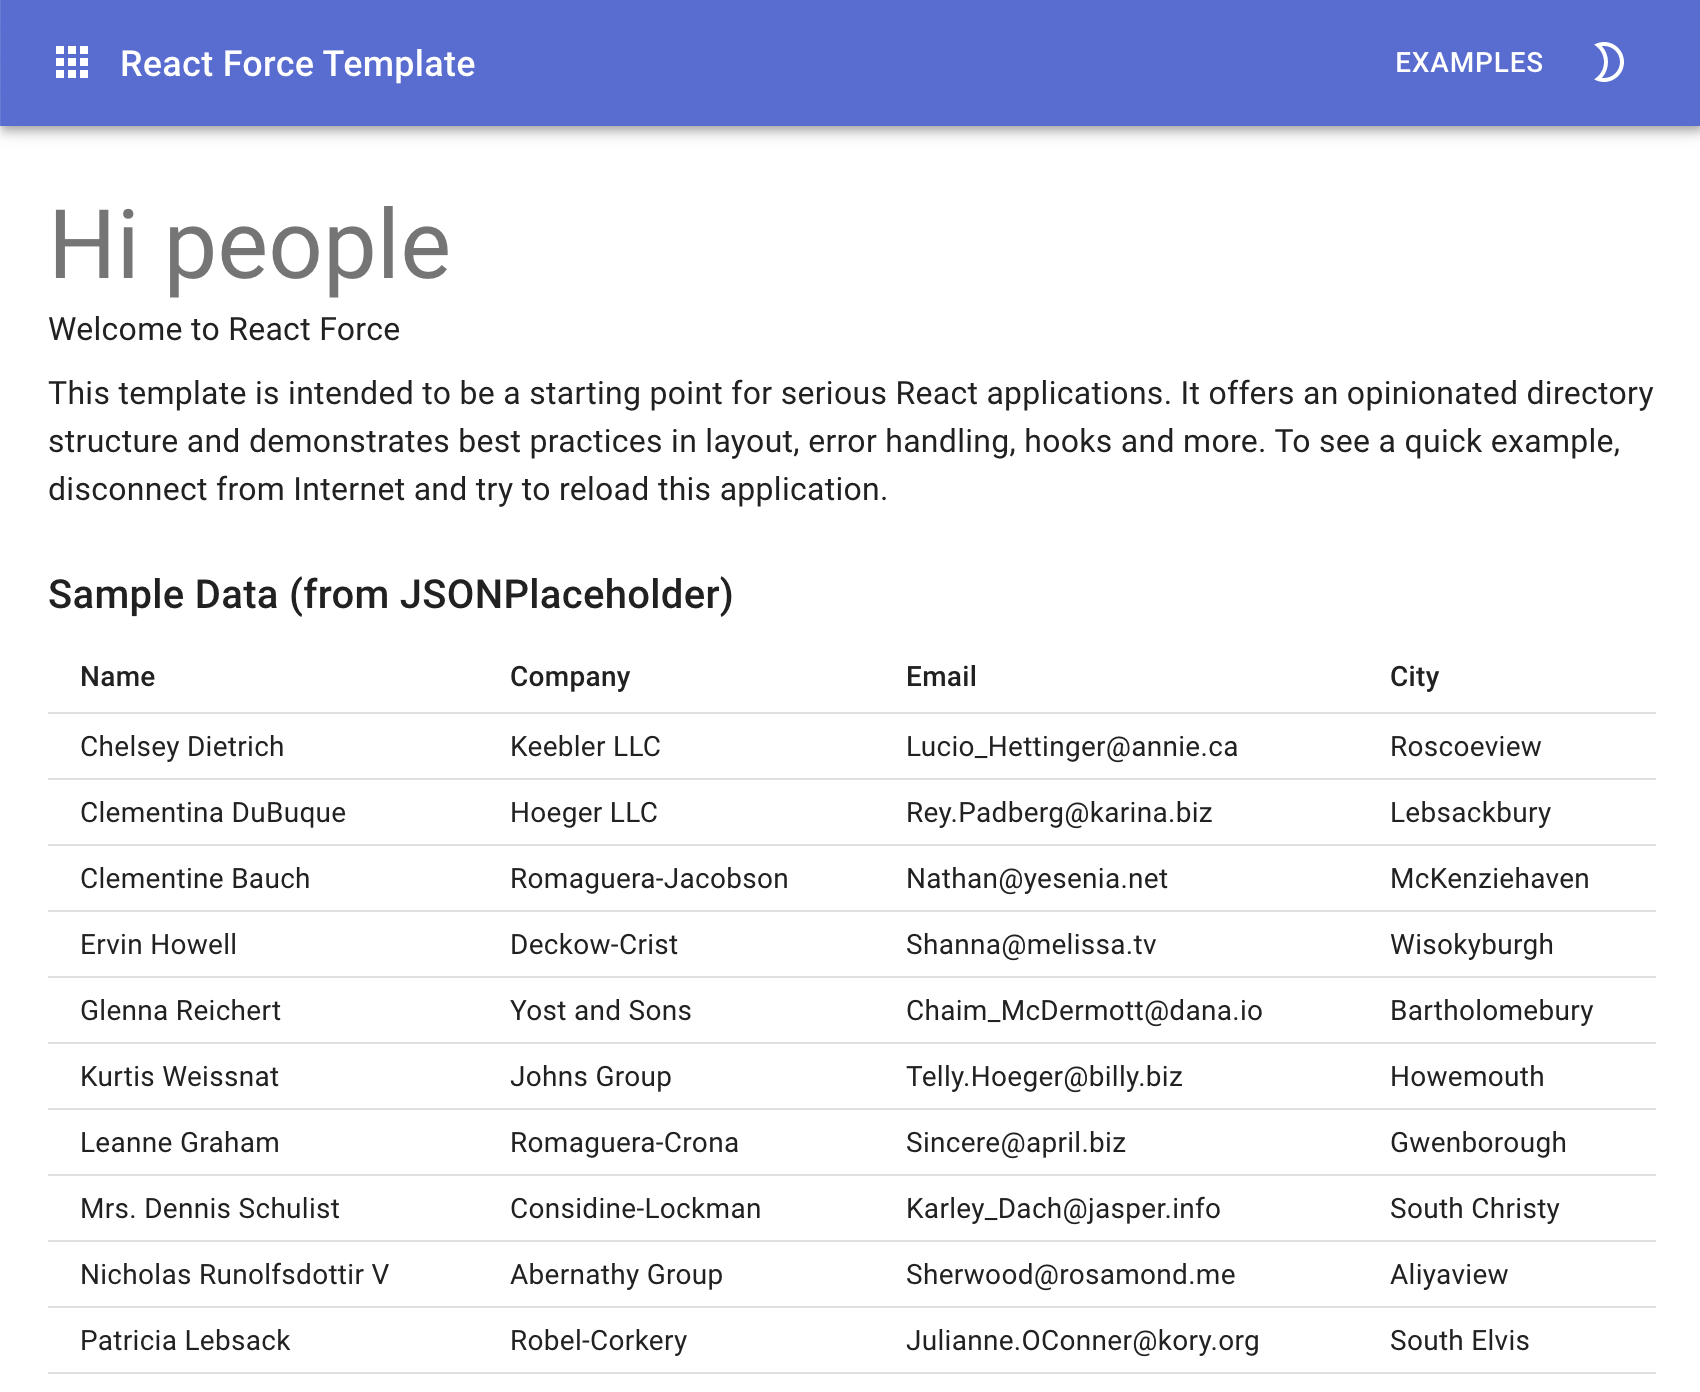 React Force Template EXAMPLES
Hi people
Welcome to React Force
This template is intended to be a starting point for serious React applications. It offers an opinionated directory
structure and demonstrates best practices in layout, error handling, hooks and more. To see a quick example,
disconnect from Internet and try to reload this application.
Sample Data (from JSONPlaceholder)
Name Company Email City
Chelsey Dietrich Keebler LLC Lucio_Hettinger@annie.ca Roscoeview
Clementina DuBuque Hoeger LLC Rey.Padberg@karina.biz Lebsackbury
Clementine Bauch Romaguera-Jacobson Nathan@yesenia.net McKenziehaven
Ervin Howell Deckow-Crist Shanna@melissa.tv Wisokyburgh
Glenna Reichert Yost and Sons Chaim_McDermott@dana.io Bartholomebury
Kurtis Weissnat Johns Group Telly.Hoeger@billy.biz Howemouth
Leanne Graham Romaguera-Crona Sincere@april.biz Gwenborough
Mrs. Dennis Schulist Considine-Lockman Karley_Dach@jasper.info South Christy
Nicholas Runolfsdottir V Abernathy Group Sherwood@rosamond.me Aliyaview
Patricia Lebsack Robel-Corkery Julianne.OConner@kory.org South Elvis